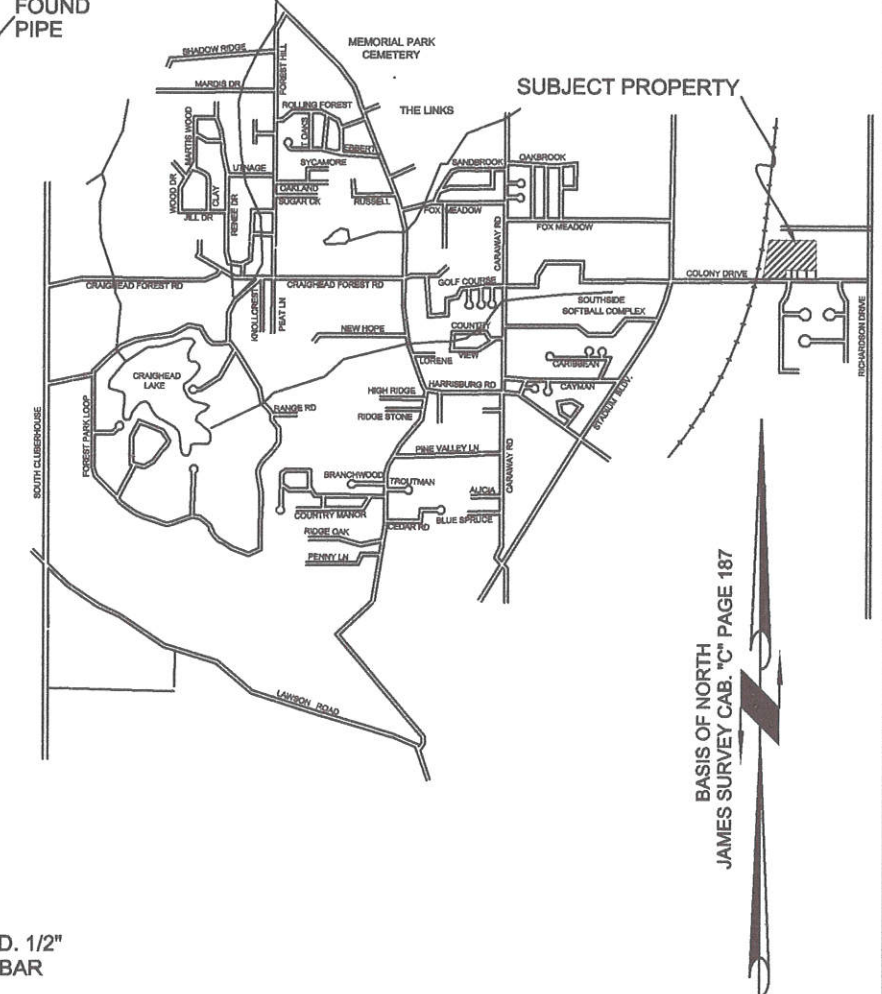 FOUND
PIPE
MEMORIAL PARK
CEMETERY
SHADOW RIDGE
FOREST HILL
MARDIS DR
SUBJECT PROPERTY
ROLLING FOREST
THE LINKS
MARTIS WOOD
T OAKS
EGBERT
SYCAMORE
SANDBROOK
OAKBROOK
UTNAGE
WOOD DR
CLAY
OAKLAND
SUGAR CK
RUSSELL
RENEE DR
JILL DR
FOX MEADOW
CARAWAY RD
FOX MEADOW
COLONY DRIVE
CRAIGHEAD FOREST RD
CRAIGHEAD FOREST RD
GOLF COURSE
SOUTHSIDE
SOFTBALL COMPLEX
KNOLLCREST
PEAT LN
NEW HOPE
COUNTRY
VIEW
LORENE
CARIBBEAN
RICHARDSON DRIVE
CRAIGHEAD
LAKE
HIGH RIDGE
HARRISBURG RD
CAYMAN
STADIUM BLDV.
SOUTH CLUBERHOUSE
FOREST PARK LOOP
RANGE RD
RIDGE STONE
PINE VALLEY LN
CARAWAY RD
BRANCHWOOD
TROUTMAN
ALICIA
COUNTRY MANOR
CEDAR RD
BLUE SPRUCE
RIDGE OAK
PENNY LN
BASIS OF NORTH
JAMES SURVEY CAB. "C" PAGE 187
LAWSON ROAD
D. 1/2"
BAR